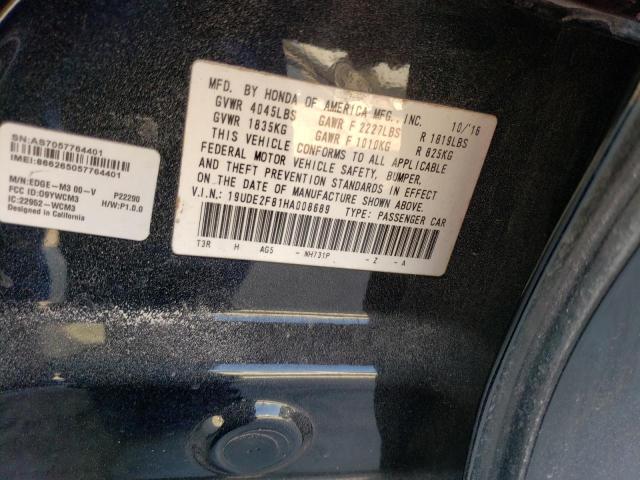 MFD. BY HONDA OF AMERICA MFG., INC. 10/'16
GVWR 4045LBS GAWR F 2227LBS R 1819LBS
GVWR 1835KG GAWR F 1010KG R 825KG
THIS VEHICLE CONFORMS TO ALL APPLICABLE
FEDERAL MOTOR VEHICLE SAFETY, BUMPER,
AND THEFT PREVENTION STANDARDS IN EFFECT
ON THE DATE OF MANUFACTURE SHOWN ABOVE.
V.I.N.: 19UDE2F81HA008689 TYPE: PASSENGER CAR
T3R H AG5 - NH731P - Z - A
SN:AS7057764401
IMEI:866265057764401
M/N:EDGE-M3 00-V P22290
FCC ID:O9YWCM3 H/W:P1.0.0
IC:22952-WCM3
Designed in California